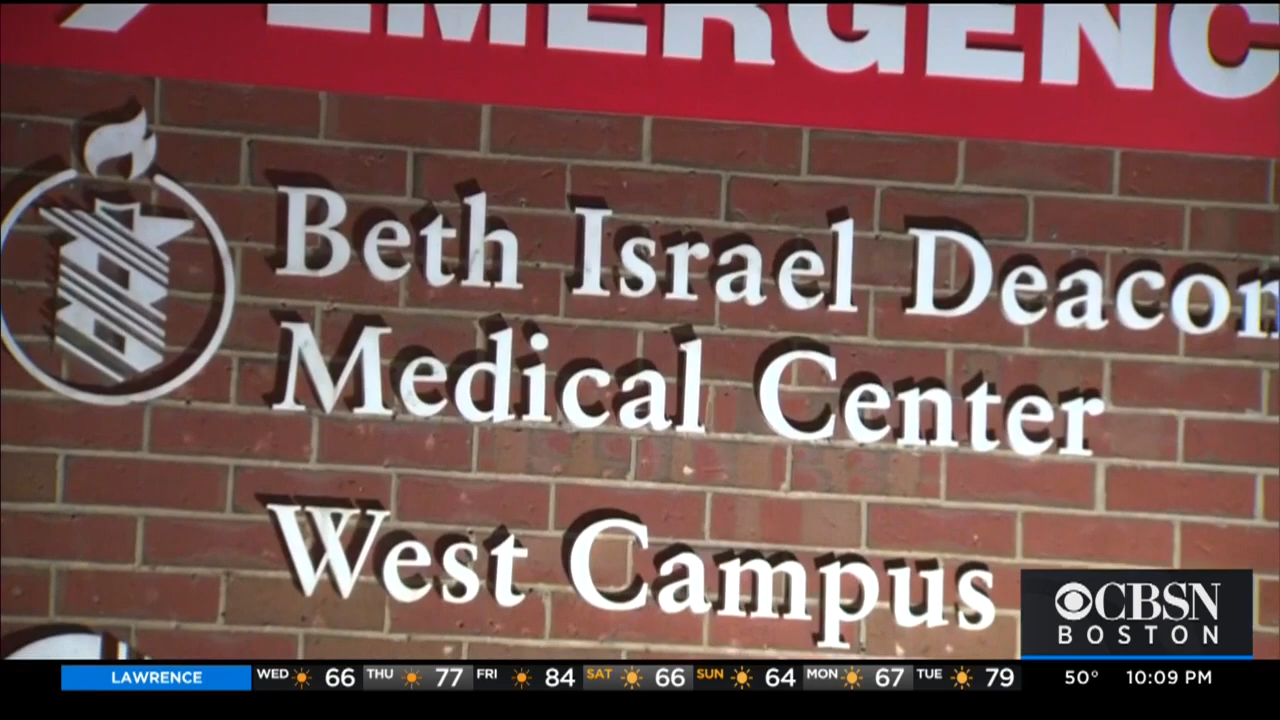 EMERGENC
Beth Israel Deacon
Medical Center
West Campus
CBSN
BOSTON
LAWRENCE WED 66 THU 77 FRI 84 SAT 66 SUN 64 MON 67 TUE 79 50° 10:09 PM